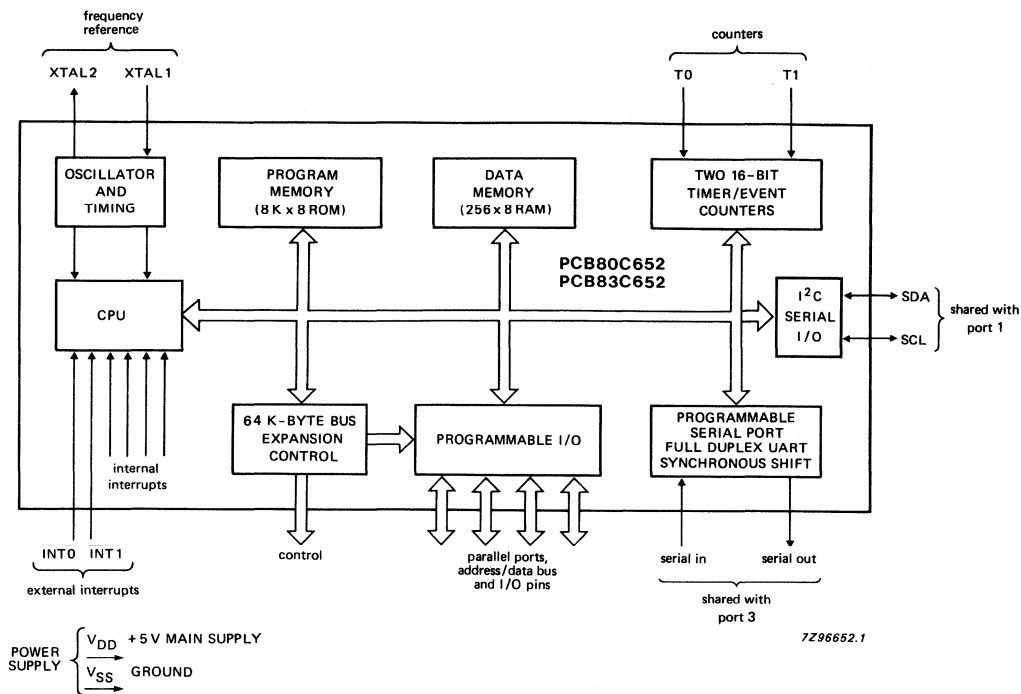 frequency
reference
XTAL2
XTAL1
counters
T0
T1
OSCILLATOR
AND
TIMING
PROGRAM
MEMORY
(8 K x 8 ROM)
DATA
MEMORY
(256 x 8 RAM)
TWO 16-BIT
TIMER/EVENT
COUNTERS
PCB80C652
PCB83C652
CPU
I²C
SERIAL
I/O
SDA
SCL
shared with
port 1
64 K-BYTE BUS
EXPANSION
CONTROL
PROGRAMMABLE I/O
PROGRAMMABLE
SERIAL PORT
FULL DUPLEX UART
SYNCHRONOUS SHIFT
internal
interrupts
INT0
INT1
external interrupts
control
parallel ports,
address/data bus
and I/O pins
serial in
serial out
shared with
port 3
7Z96652.1
POWER
SUPPLY
VDD +5 V MAIN SUPPLY
VSS GROUND